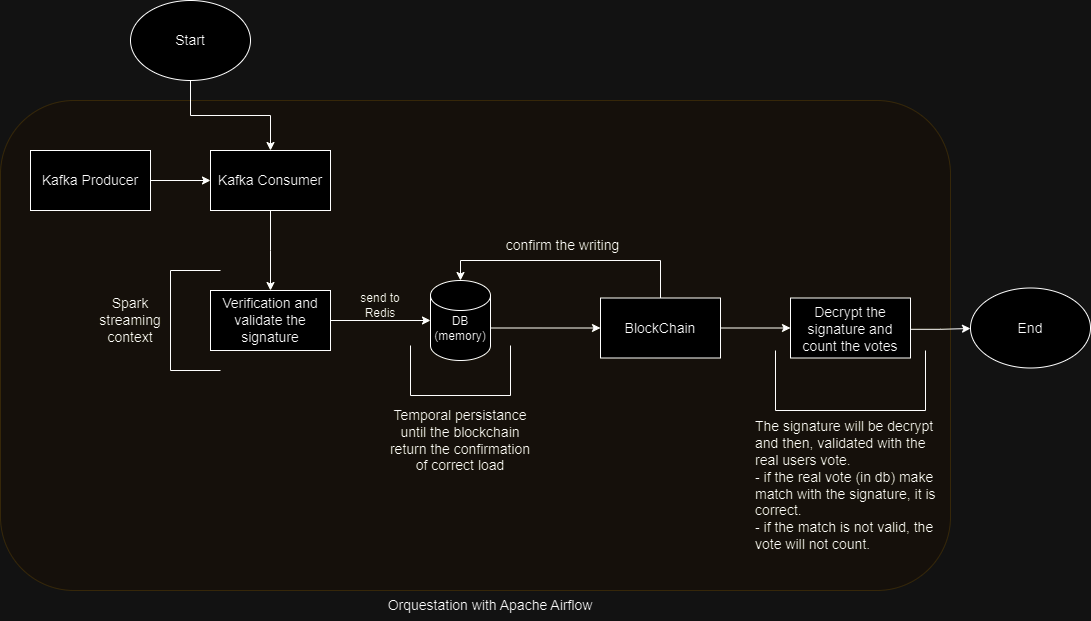 Start
Kafka Producer
Kafka Consumer
confirm the writing
Spark
streaming
context
Verification and
validate the
signature
send to
Redis
DB
(memory)
BlockChain
Decrypt the
signature and
count the votes
End
Temporal persistance
until the blockchain
return the confirmation
of correct load
The signature will be decrypt
and then, validated with the
real users vote.
- if the real vote (in db) make
match with the signature, it is
correct.
- if the match is not valid, the
vote will not count.
Orquestation with Apache Airflow